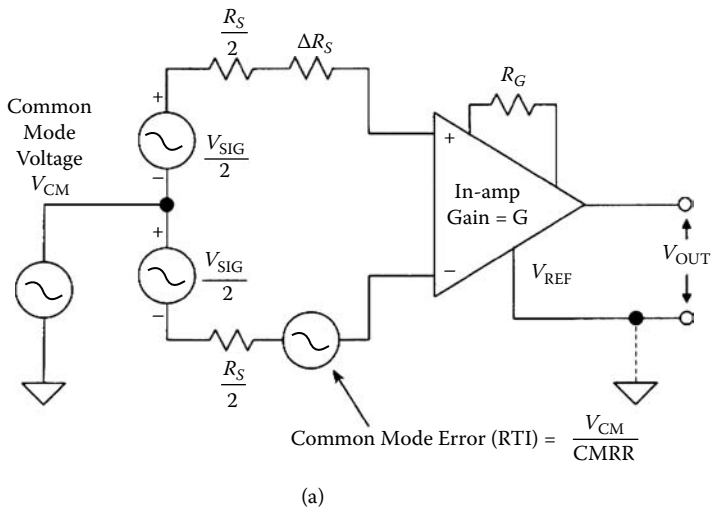 R_S
2
ΔR_S
R_G
Common
Mode
Voltage
V_CM
+
V_SIG
2
−
+
In-amp
Gain = G
−
+
V_SIG
2
−
V_REF
V_OUT
R_S
2
Common Mode Error (RTI) = V_CM
CMRR
(a)